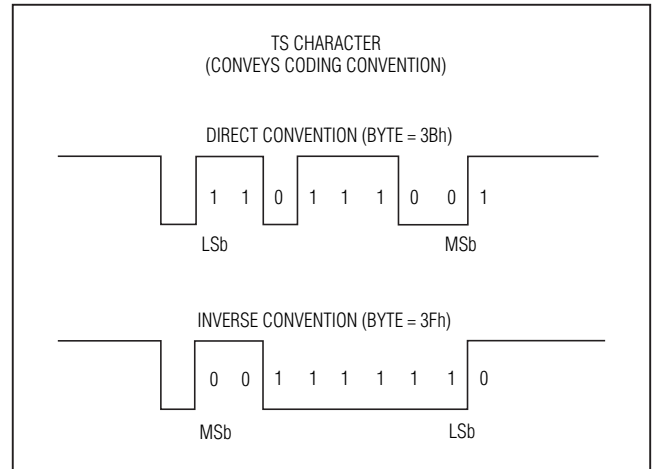 TS CHARACTER
(CONVEYS CODING CONVENTION)
DIRECT CONVENTION (BYTE = 3Bh)
1 1 0 1 1 1 0 0 1
LSb MSb
INVERSE CONVENTION (BYTE = 3Fh)
0 0 1 1 1 1 1 1 0
MSb LSb